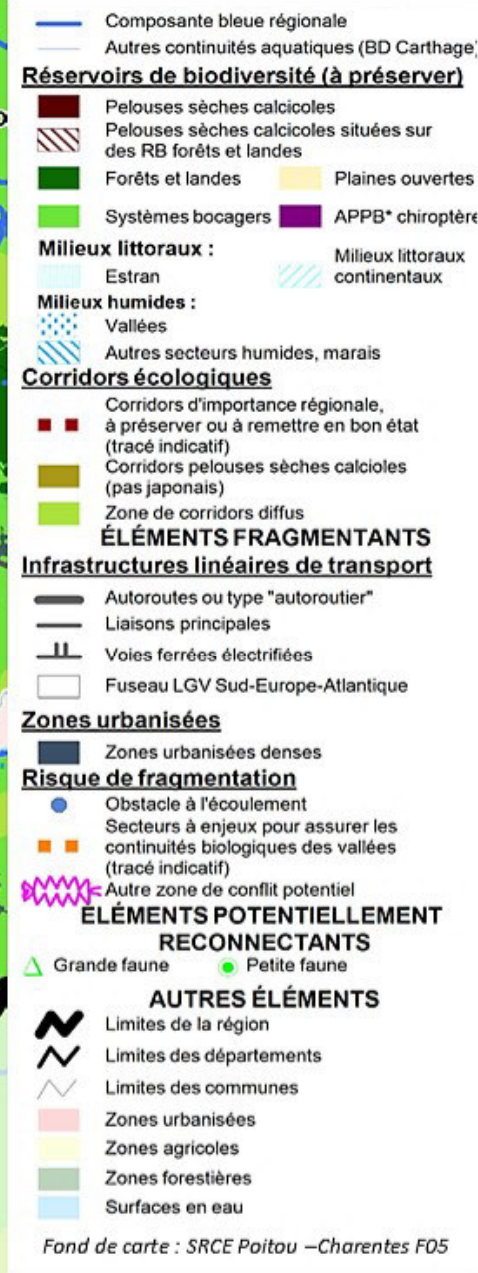 Composante bleue régionale
Autres continuités aquatiques (BD Carthage)
Réservoirs de biodiversité (à préserver)
Pelouses sèches calcicoles
Pelouses sèches calcicoles situées sur
des RB forêts et landes
Forêts et landes
Plaines ouvertes
Systèmes bocagers
APPB* chiroptère
Milieux littoraux :
Estran
Milieux littoraux
continentaux
Milieux humides :
Vallées
Autres secteurs humides, marais
Corridors écologiques
Corridors d'importance régionale,
à préserver ou à remettre en bon état
(tracé indicatif)
Corridors pelouses sèches calcioles
(pas japonais)
Zone de corridors diffus
ÉLÉMENTS FRAGMENTANTS
Infrastructures linéaires de transport
Autoroutes ou type "autoroutier"
Liaisons principales
Voies ferrées électrifiées
Fuseau LGV Sud-Europe-Atlantique
Zones urbanisées
Zones urbanisées denses
Risque de fragmentation
Obstacle à l'écoulement
Secteurs à enjeux pour assurer les
continuités biologiques des vallées
(tracé indicatif)
Autre zone de conflit potentiel
ÉLÉMENTS POTENTIELLEMENT
RECONNECTANTS
Grande faune
Petite faune
AUTRES ÉLÉMENTS
Limites de la région
Limites des départements
Limites des communes
Zones urbanisées
Zones agricoles
Zones forestières
Surfaces en eau
Fond de carte : SRCE Poitou –Charentes F05